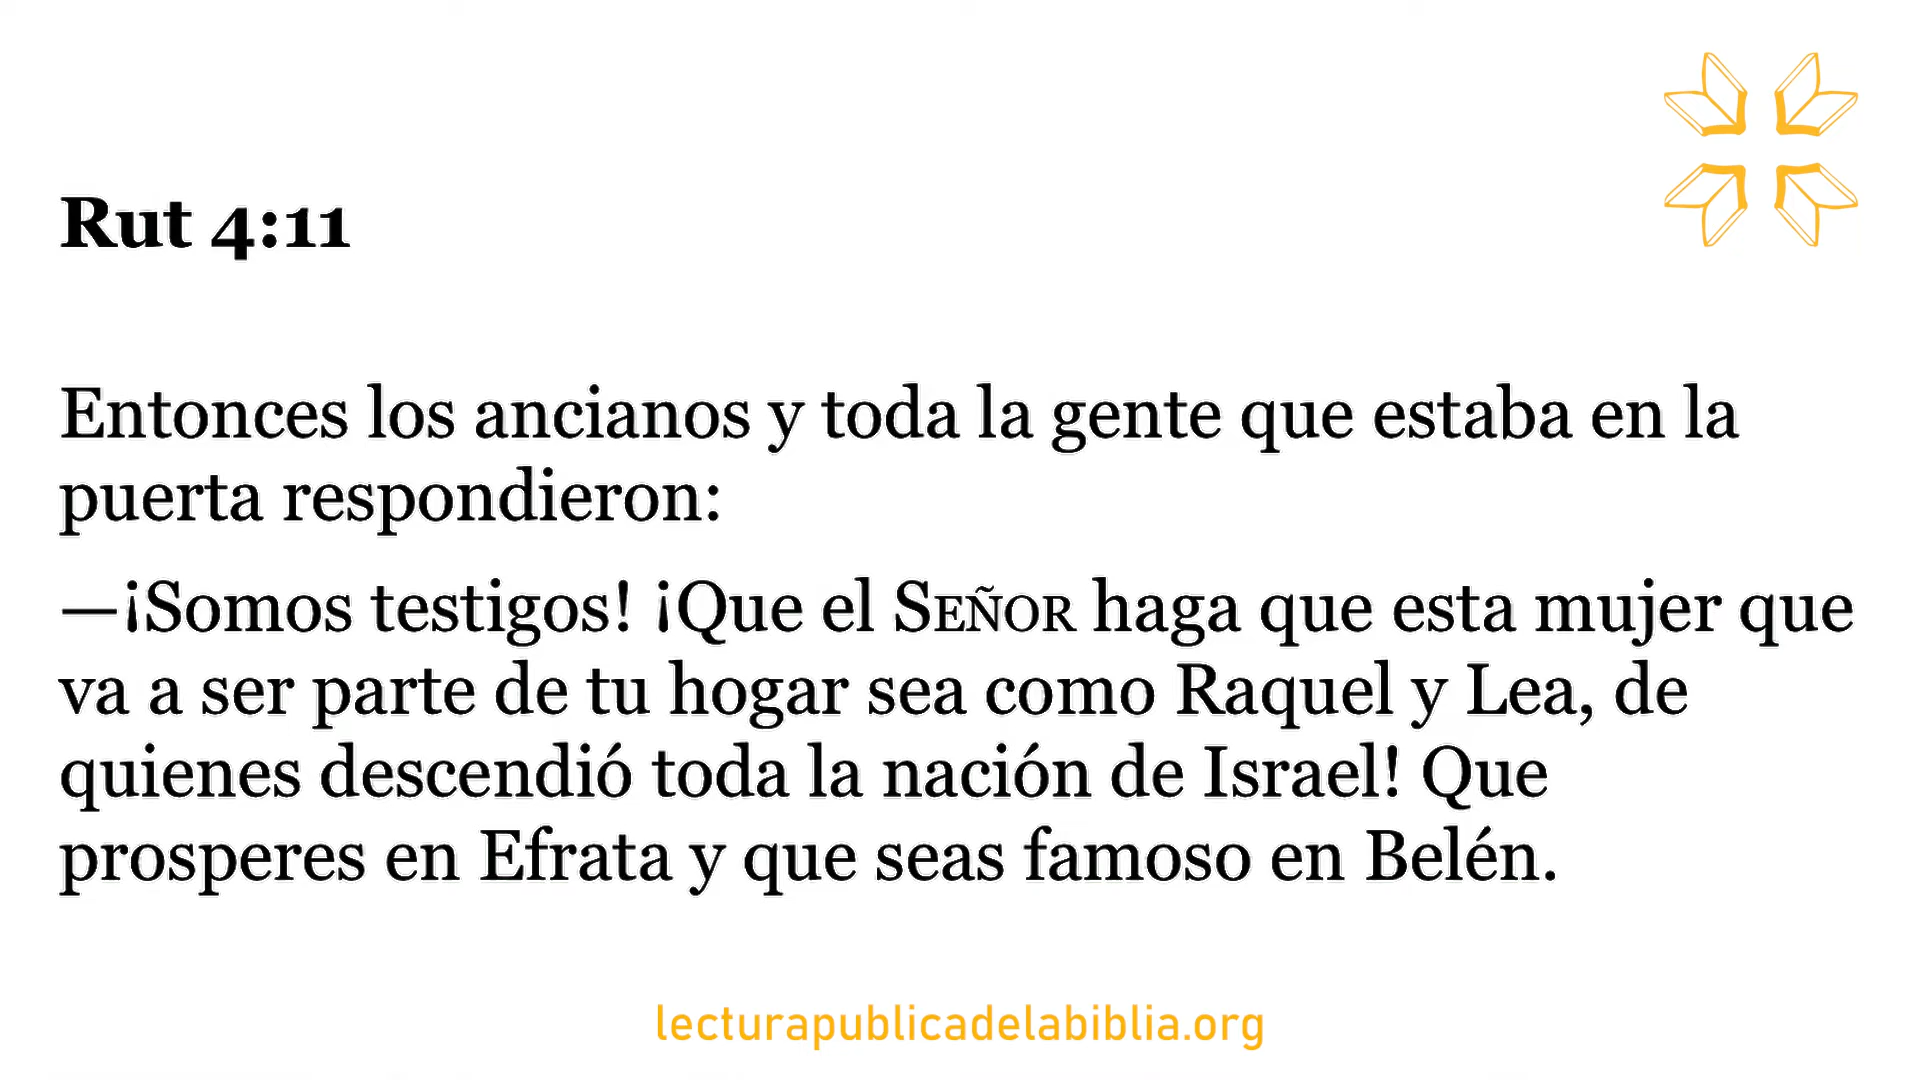 Rut 4:11
Entonces los ancianos y toda la gente que estaba en la
puerta respondieron:
—¡Somos testigos! ¡Que el SEÑOR haga que esta mujer que
va a ser parte de tu hogar sea como Raquel y Lea, de
quienes descendió toda la nación de Israel! Que
prosperes en Efrata y que seas famoso en Belén.
lecturapublicadelabiblia.org